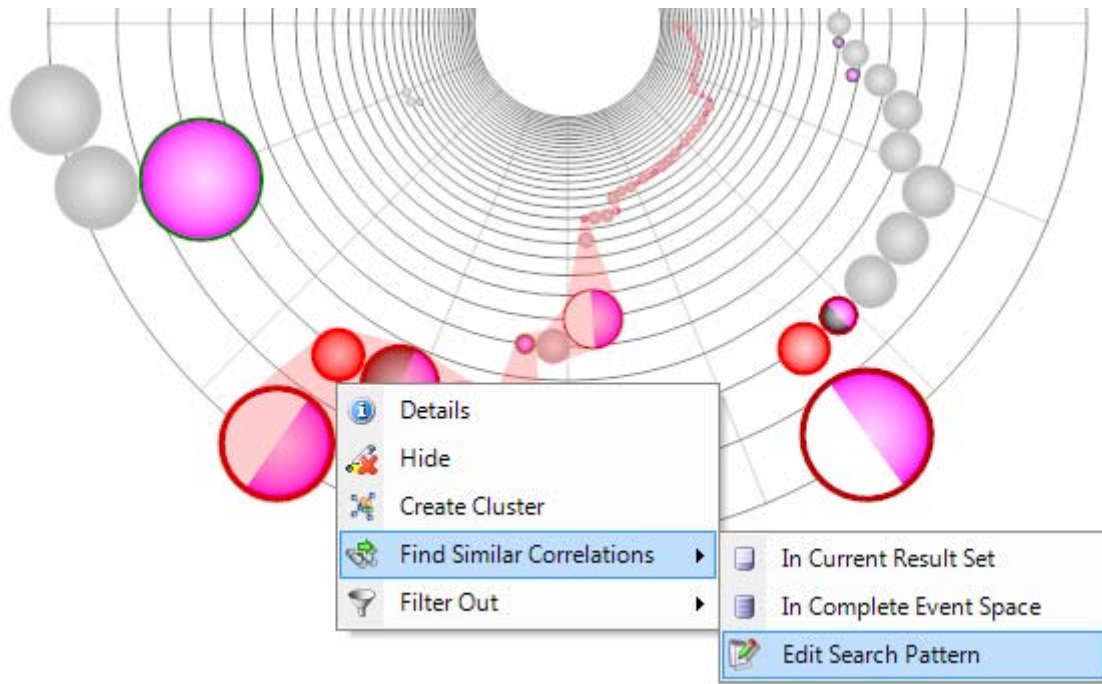 Details
Hide
Create Cluster
Find Similar Correlations
Filter Out
In Current Result Set
In Complete Event Space
Edit Search Pattern